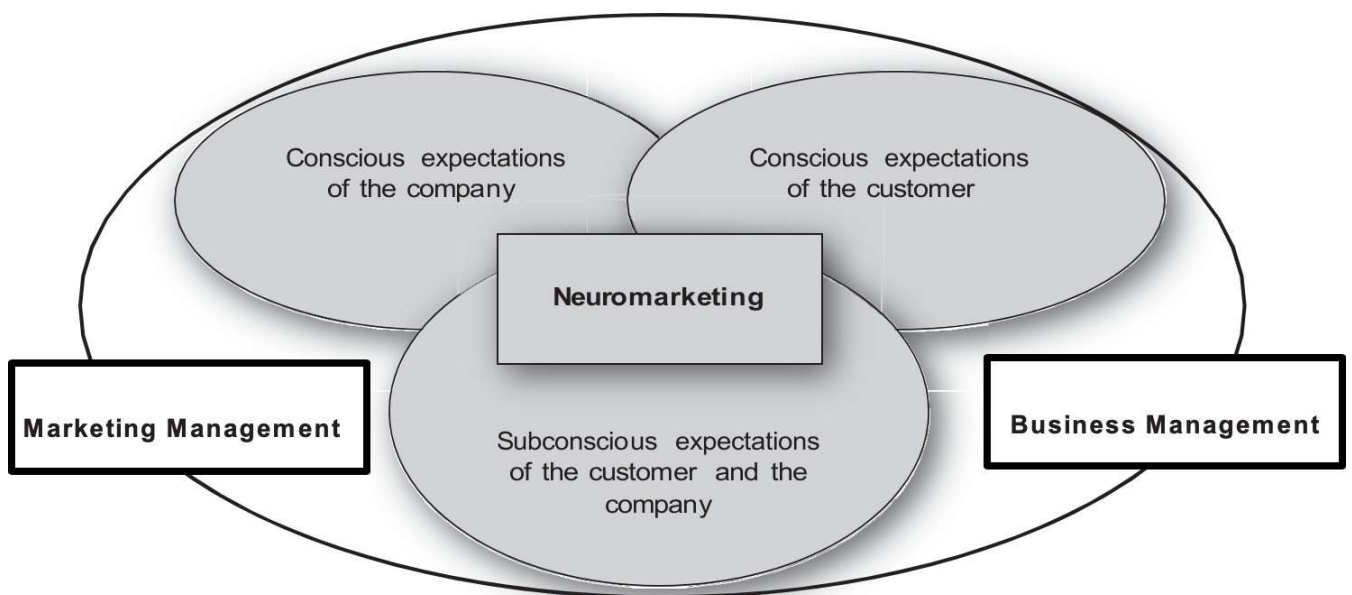 Conscious expectations
of the company
Conscious expectations
of the customer
Neuromarketing
Marketing Management
Business Management
Subconscious expectations
of the customer and the
company